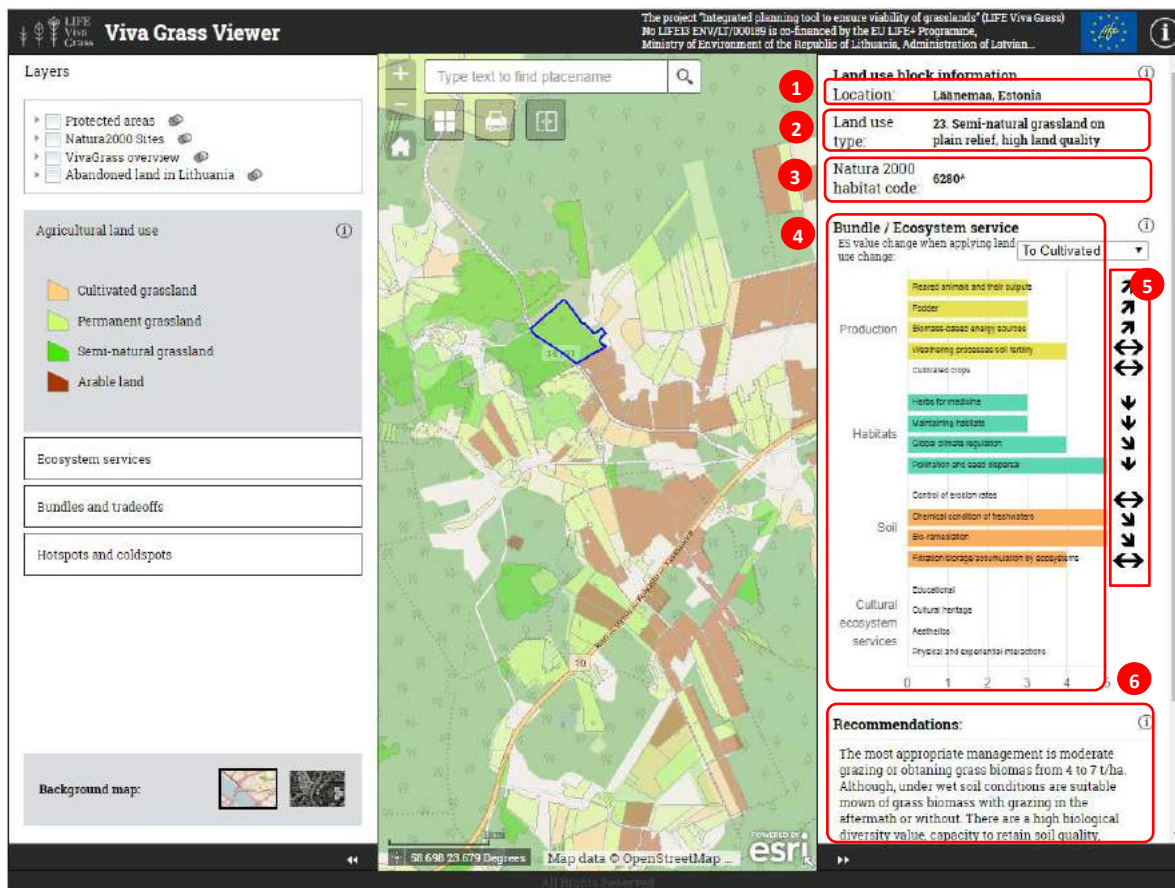 LIFE
Viva
Grass
Viva Grass Viewer
The project "Integrated planning tool to ensure viability of grasslands" (LIFE Viva Grass)
No LIFE13 ENV/LT/000189 is co-financed by the EU LIFE+ Programme,
Ministry of Environment of the Republic of Lithuania, Administration of Latvian...
Layers
Protected areas
Natura2000 Sites
VivaGrass overview
Abandoned land in Lithuania
Agricultural land use
Cultivated grassland
Permanent grassland
Semi-natural grassland
Arable land
Ecosystem services
Bundles and tradeoffs
Hotspots and coldspots
Background map:
+
−
Type text to find placename
10
1km
58.698 23.679 Degrees
Map data © OpenStreetMap ...
POWERED BY
esri
Land use block information
1
Location: Läänemaa, Estonia
2
Land use type: 23. Semi-natural grassland on plain relief, high land quality
3
Natura 2000 habitat code: 6280*
4
Bundle / Ecosystem service
ES value change when applying land use change:
To Cultivated
5
Production
Reared animals and their outputs
Fodder
Biomass-based energy sources
Weathering processes/soil fertility
Cultivated crops
Habitats
Herbs for medicine
Maintaining habitats
Global climate regulation
Pollination and seed dispersal
Soil
Control of erosion rates
Chemical condition of freshwaters
Bio-remediation
Filtration/storage/accumulation by ecosystems
Cultural ecosystem services
Educational
Cultural heritage
Aesthetics
Physical and experiential interactions
0 1 2 3 4 5
6
Recommendations:
The most appropriate management is moderate
grazing or obtaning grass biomas from 4 to 7 t/ha.
Although, under wet soil conditions are suitable
mown of grass biomass with grazing in the
aftermath or without. There are a high biological
diversity value, capacity to retain soil quality,
All Rights Reserved